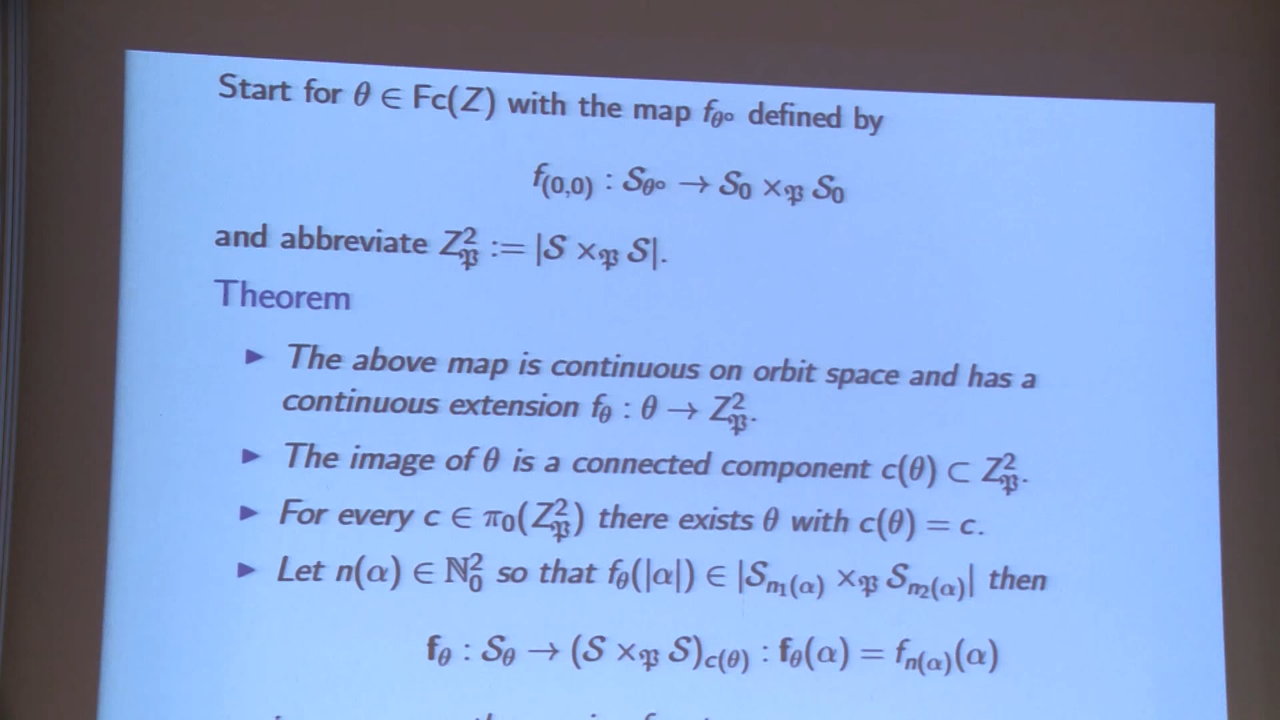 Start for θ ∈ Fc(Z) with the map f_{θ°} defined by
f_{(0,0)} : S_{θ°} → S_0 ×_𝔓 S_0
and abbreviate Z²_𝔓 := |S ×_𝔓 S|.
Theorem
▶ The above map is continuous on orbit space and has a
continuous extension f_θ : θ → Z²_𝔓.
▶ The image of θ is a connected component c(θ) ⊂ Z²_𝔓.
▶ For every c ∈ π_0(Z²_𝔓) there exists θ with c(θ) = c.
▶ Let n(α) ∈ ℕ²_0 so that f_θ(|α|) ∈ |S_{n_1(α)} ×_𝔓 S_{n_2(α)}| then
𝐟_θ : S_θ → (S ×_𝔓 S)_{c(θ)} : 𝐟_θ(α) = f_{n(α)}(α)